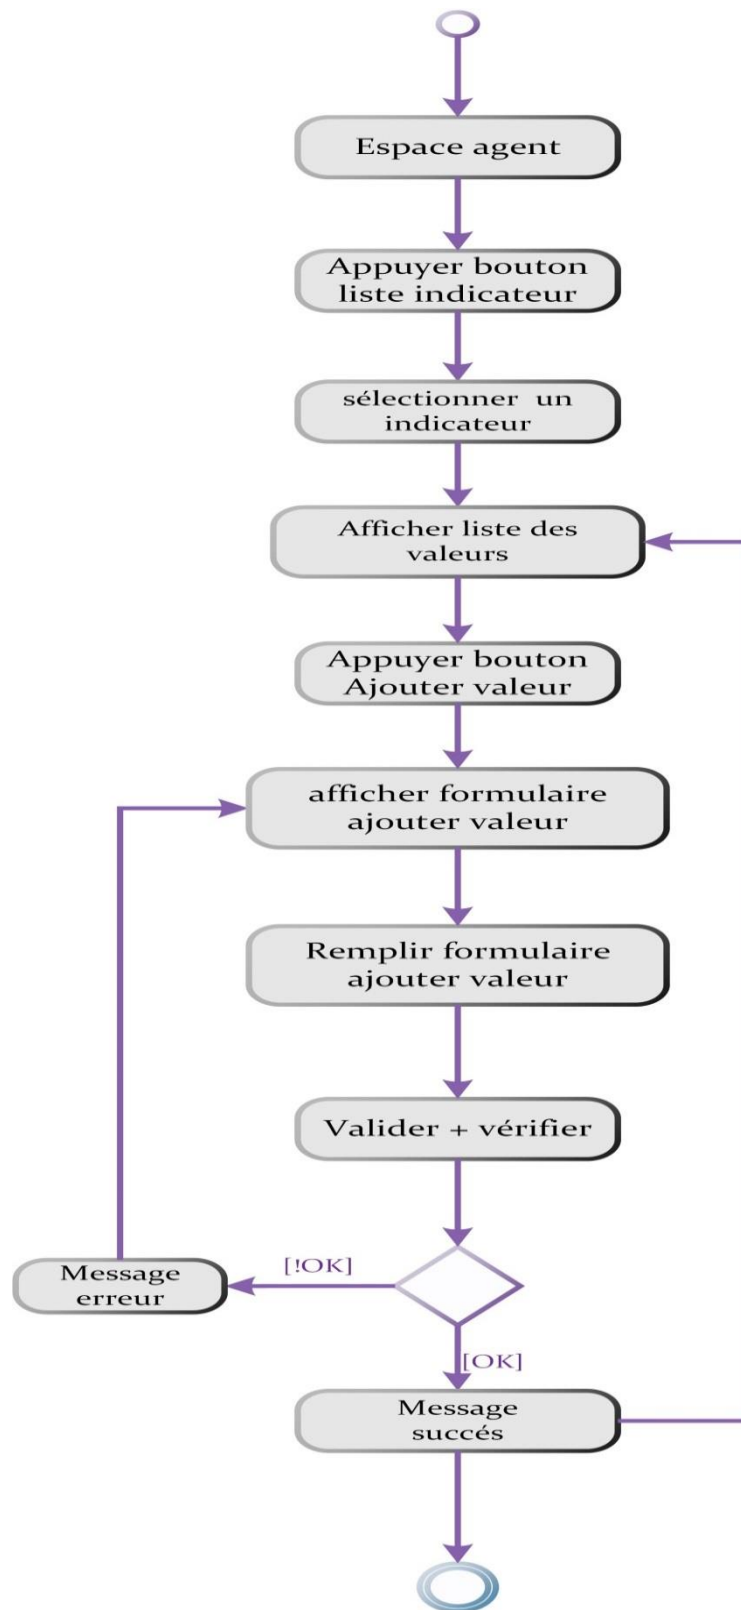 Espace agent
Appuyer bouton
liste indicateur
sélectionner un
indicateur
Afficher liste des
valeurs
Appuyer bouton
Ajouter valeur
afficher formulaire
ajouter valeur
Remplir formulaire
ajouter valeur
Valider + vérifier
[!OK]
Message
erreur
[OK]
Message
succés